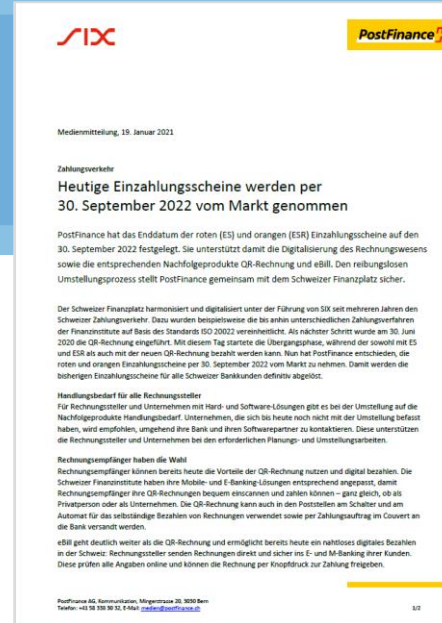 SIX
PostFinance
Medienmitteilung, 19. Januar 2021
Zahlungsverkehr
Heutige Einzahlungsscheine werden per
30. September 2022 vom Markt genommen
PostFinance hat das Enddatum der roten (ES) und orangen (ESR) Einzahlungsscheine auf den
30. September 2022 festgelegt. Sie unterstützt damit die Digitalisierung des Rechnungswesens
sowie die entsprechenden Nachfolgeprodukte QR-Rechnung und eBill. Den reibungslosen
Umstellungsprozess stellt PostFinance gemeinsam mit dem Schweizer Finanzplatz sicher.
Der Schweizer Finanzplatz harmonisiert und digitalisiert unter der Führung von SIX seit mehreren Jahren den
Schweizer Zahlungsverkehr. Dazu wurden beispielsweise die bis anhin unterschiedlichen Zahlungsverfahren
der Finanzinstitute auf Basis des Standards ISO 20022 vereinheitlicht. Als nächster Schritt wurde am 30. Juni
2020 die QR-Rechnung eingeführt. Mit diesem Tag startete die Übergangsphase, während der sowohl mit ES
und ESR als auch mit der neuen QR-Rechnung bezahlt werden kann. Nun hat PostFinance entschieden, die
roten und orangen Einzahlungsscheine per 30. September 2022 vom Markt zu nehmen. Damit werden die
bisherigen Einzahlungsscheine für alle Schweizer Bankkunden definitiv abgelöst.
Handlungsbedarf für alle Rechnungssteller
Für Rechnungssteller und Unternehmen mit Hard- und Software-Lösungen gibt es bei der Umstellung auf die
Nachfolgeprodukte Handlungsbedarf. Unternehmen, die sich bis heute noch nicht mit der Umstellung befasst
haben, wird empfohlen, umgehend ihre Bank und ihren Softwarepartner zu kontaktieren. Diese unterstützen
die Rechnungssteller und Unternehmen bei den erforderlichen Planungs- und Umstellungsarbeiten.
Rechnungsempfänger haben die Wahl
Rechnungsempfänger können bereits heute die Vorteile der QR-Rechnung nutzen und digital bezahlen. Die
Schweizer Finanzinstitute haben ihre Mobile- und E-Banking-Lösungen entsprechend angepasst, damit
Rechnungsempfänger ihre QR-Rechnungen bequem einscannen und zahlen können – ganz gleich, ob als
Privatperson oder als Unternehmen. Die QR-Rechnung kann auch in den Poststellen am Schalter und am
Automat für das selbständige Bezahlen von Rechnungen verwendet sowie per Zahlungsauftrag im Couvert an
die Bank versandt werden.
eBill geht deutlich weiter als die QR-Rechnung und ermöglicht bereits heute ein nahtloses digitales Bezahlen
in der Schweiz: Rechnungssteller senden Rechnungen direkt und sicher ins E- und M-Banking ihrer Kunden.
Diese prüfen alle Angaben online und können die Rechnung per Knopfdruck zur Zahlung freigeben.
PostFinance AG, Kommunikation, Mingerstrasse 20, 3030 Bern
Telefon: +41 58 338 30 32, E-Mail: medien@postfinance.ch
1/2